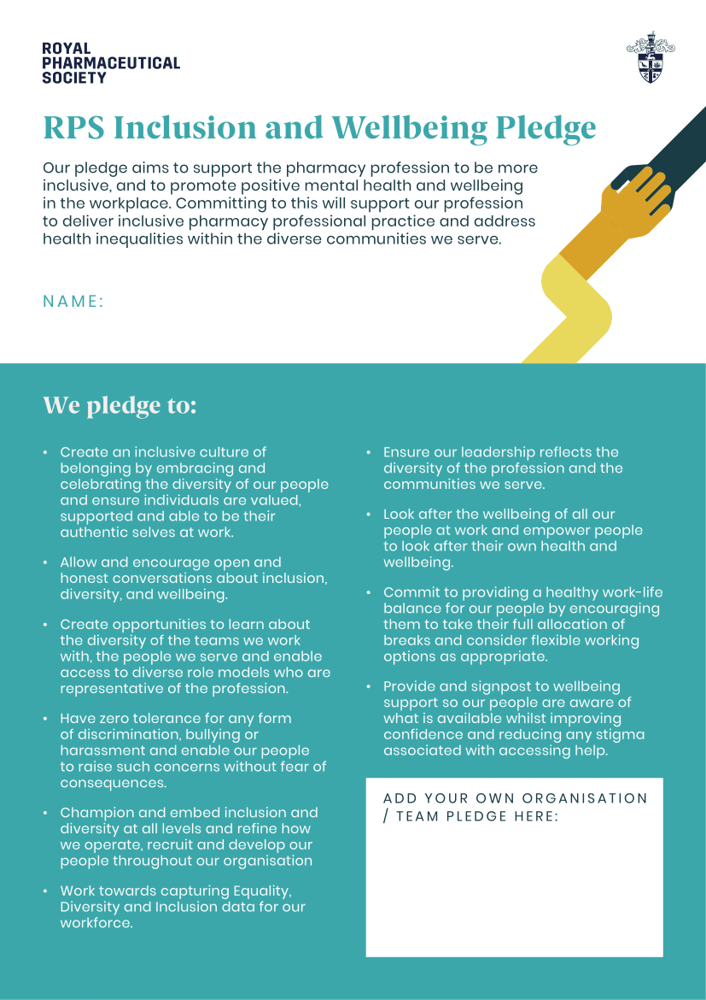 ROYAL
PHARMACEUTICAL
SOCIETY
RPS Inclusion and Wellbeing Pledge
Our pledge aims to support the pharmacy profession to be more
inclusive, and to promote positive mental health and wellbeing
in the workplace. Committing to this will support our profession
to deliver inclusive pharmacy professional practice and address
health inequalities within the diverse communities we serve.
NAME:
We pledge to:
• Create an inclusive culture of
belonging by embracing and
celebrating the diversity of our people
and ensure individuals are valued,
supported and able to be their
authentic selves at work.
• Allow and encourage open and
honest conversations about inclusion,
diversity, and wellbeing.
• Create opportunities to learn about
the diversity of the teams we work
with, the people we serve and enable
access to diverse role models who are
representative of the profession.
• Have zero tolerance for any form
of discrimination, bullying or
harassment and enable our people
to raise such concerns without fear of
consequences.
• Champion and embed inclusion and
diversity at all levels and refine how
we operate, recruit and develop our
people throughout our organisation
• Work towards capturing Equality,
Diversity and Inclusion data for our
workforce.
• Ensure our leadership reflects the
diversity of the profession and the
communities we serve.
• Look after the wellbeing of all our
people at work and empower people
to look after their own health and
wellbeing.
• Commit to providing a healthy work-life
balance for our people by encouraging
them to take their full allocation of
breaks and consider flexible working
options as appropriate.
• Provide and signpost to wellbeing
support so our people are aware of
what is available whilst improving
confidence and reducing any stigma
associated with accessing help.
ADD YOUR OWN ORGANISATION
/ TEAM PLEDGE HERE: